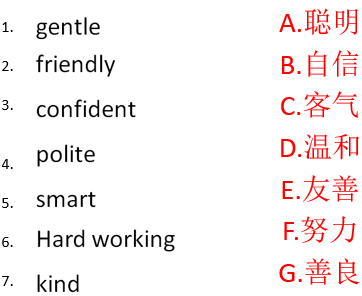 1. gentle A.聪明
2. friendly B.自信
3. confident C.客气
4. polite D.温和
5. smart E.友善
6. Hard working F.努力
7. kind G.善良